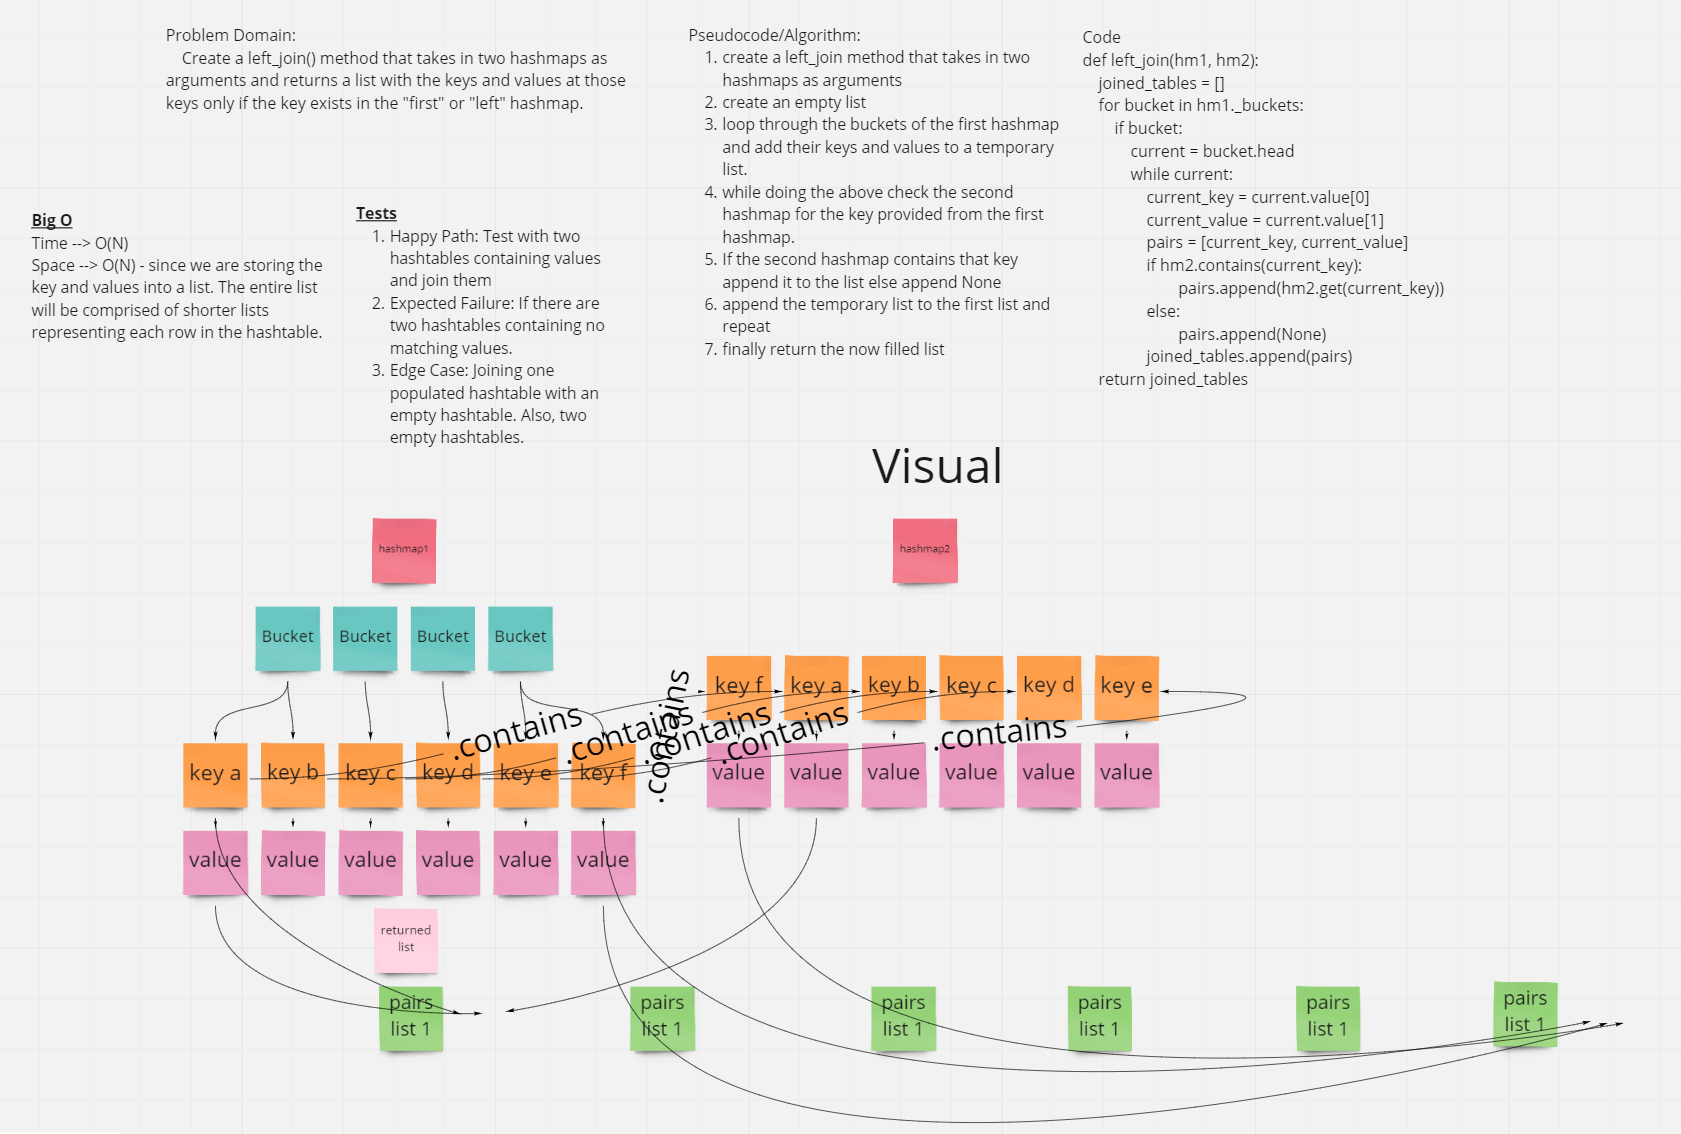 Problem Domain:
Create a left_join() method that takes in two hashmaps as
arguments and returns a list with the keys and values at those
keys only if the key exists in the "first" or "left" hashmap.
Big O
Time --> O(N)
Space --> O(N) - since we are storing the
key and values into a list. The entire list
will be comprised of shorter lists
representing each row in the hashtable.
Tests
1. Happy Path: Test with two
hashtables containing values
and join them
2. Expected Failure: If there are
two hashtables containing no
matching values.
3. Edge Case: Joining one
populated hashtable with an
empty hashtable. Also, two
empty hashtables.
Pseudocode/Algorithm:
1. create a left_join method that takes in two
hashmaps as arguments
2. create an empty list
3. loop through the buckets of the first hashmap
and add their keys and values to a temporary
list.
4. while doing the above check the second
hashmap for the key provided from the first
hashmap.
5. If the second hashmap contains that key
append it to the list else append None
6. append the temporary list to the first list and
repeat
7. finally return the now filled list
Code
def left_join(hm1, hm2):
joined_tables = []
for bucket in hm1._buckets:
if bucket:
current = bucket.head
while current:
current_key = current.value[0]
current_value = current.value[1]
pairs = [current_key, current_value]
if hm2.contains(current_key):
pairs.append(hm2.get(current_key))
else:
pairs.append(None)
joined_tables.append(pairs)
return joined_tables
Visual
hashmap1
hashmap2
Bucket
Bucket
Bucket
Bucket
key f
key a
key b
key c
key d
key e
.contains
.contains
.contains
.contains
.contains
.contains
key a
key b
key c
key d
key e
key f
value
value
value
value
value
value
value
value
value
value
value
value
returned
list
pairs
list 1
pairs
list 1
pairs
list 1
pairs
list 1
pairs
list 1
pairs
list 1